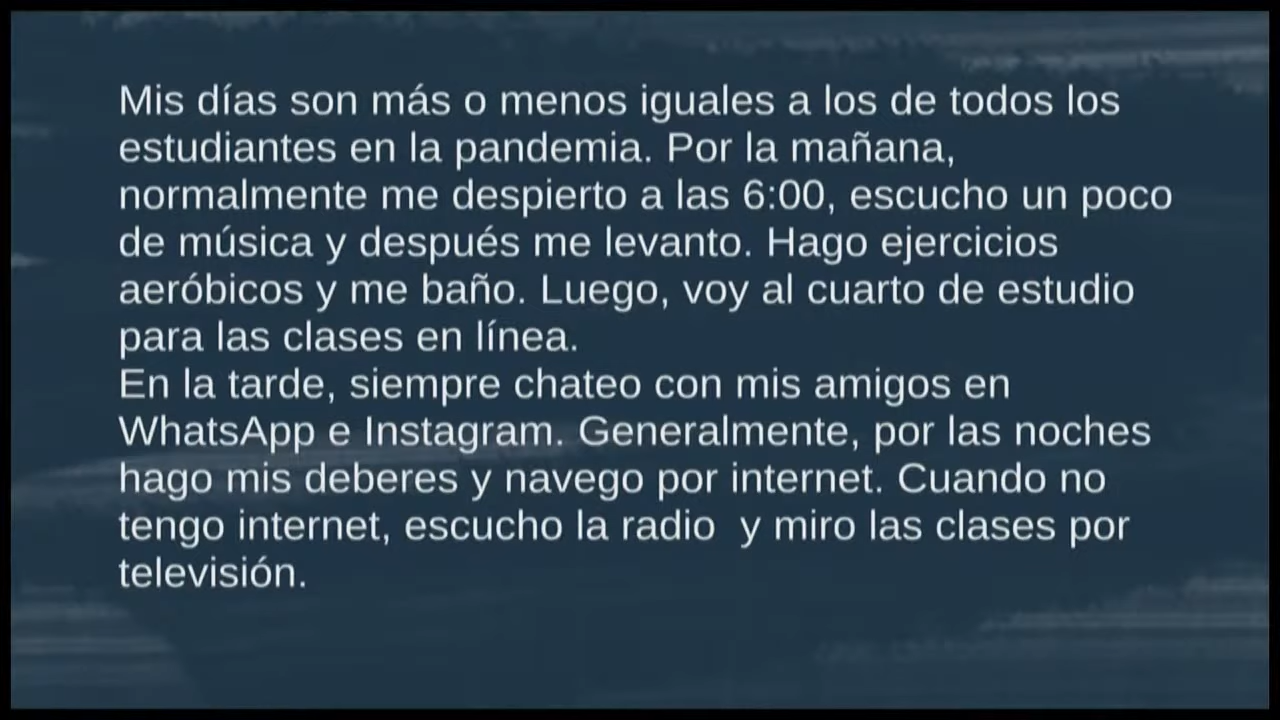 Mis días son más o menos iguales a los de todos los
estudiantes en la pandemia. Por la mañana,
normalmente me despierto a las 6:00, escucho un poco
de música y después me levanto. Hago ejercicios
aeróbicos y me baño. Luego, voy al cuarto de estudio
para las clases en línea.
En la tarde, siempre chateo con mis amigos en
WhatsApp e Instagram. Generalmente, por las noches
hago mis deberes y navego por internet. Cuando no
tengo internet, escucho la radio  y miro las clases por
televisión.